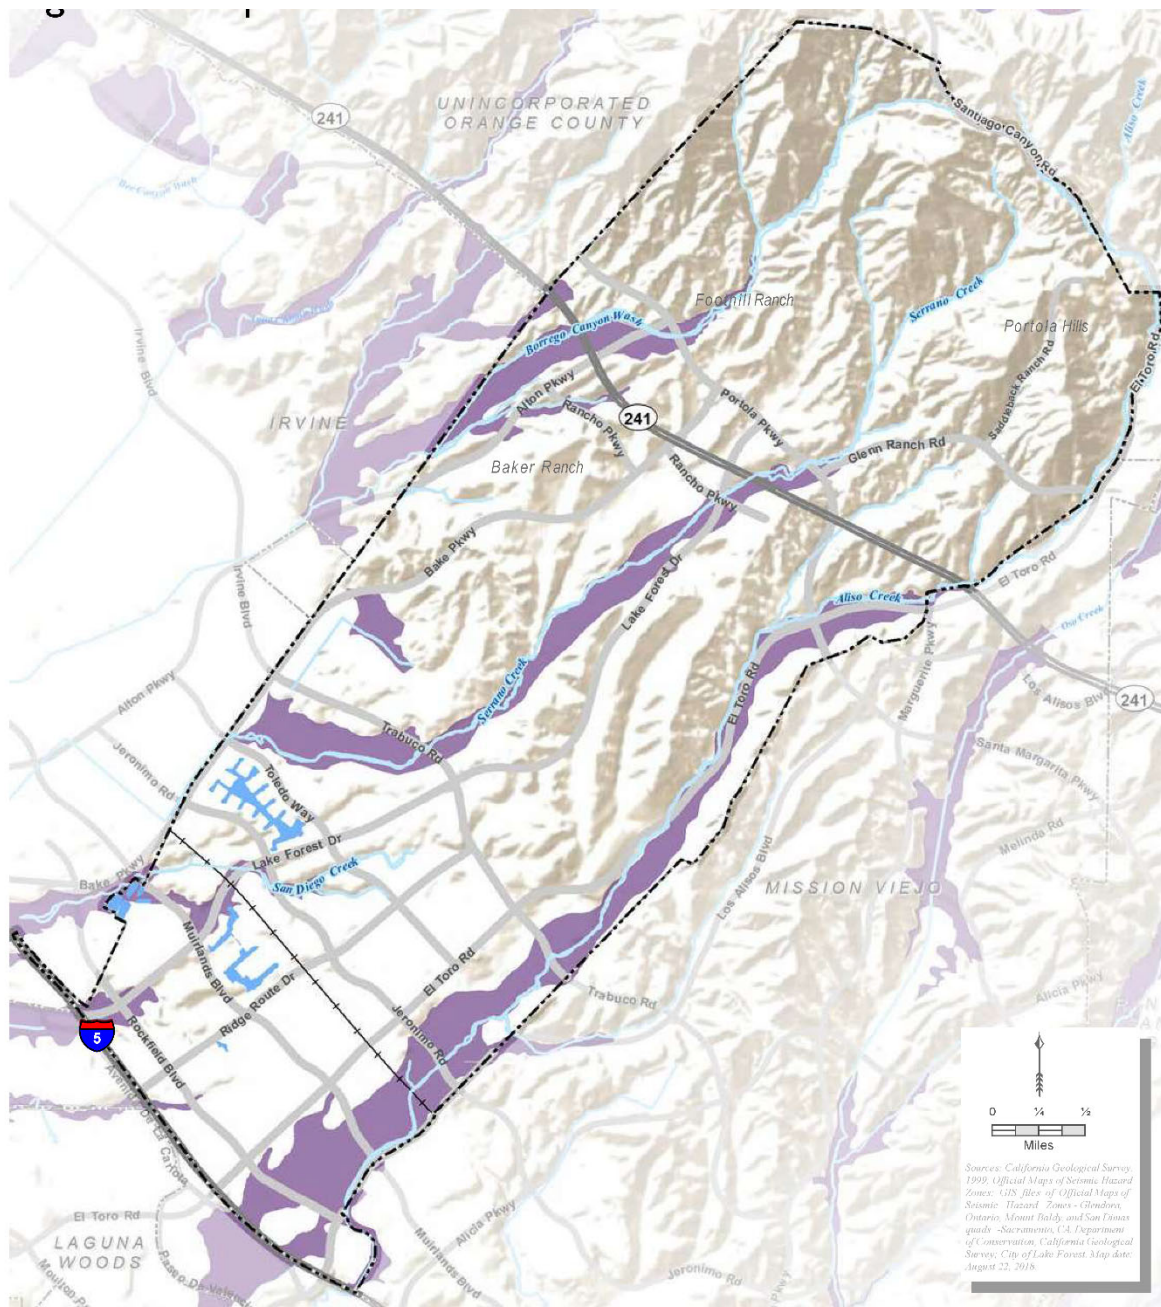 241
UNINCORPORATED
ORANGE COUNTY
Santiago Canyon Rd
Aliso Creek
Bee Canyon Wash
Foothill Ranch
Serrano Creek
Portola Hills
Borrego Canyon Wash
Irvine Blvd
El Toro Rd
Saddleback Ranch Rd
Alton Pkwy
Portola Pkwy
Rancho Pkwy
241
IRVINE
Glenn Ranch Rd
Baker Ranch
Rancho Pkwy
Bake Pkwy
Irvine Blvd
Lake Forest Dr
El Toro Rd
Aliso Creek
Oso Creek
Marguerite Pkwy
Serrano Creek
El Toro Rd
Los Alisos Blvd
241
Alton Pkwy
Trabuco Rd
Jeronimo Rd
Toledo Way
Santa Margarita Pkwy
Melinda Rd
Lake Forest Dr
Bake Pkwy
San Diego Creek
Los Alisos Blvd
MISSION VIEJO
Muirlands Blvd
El Toro Rd
Ridge Route Dr
Trabuco Rd
Alicia Pkwy
Jeronimo Rd
5
Rockfield Blvd
0 ¼ ½
Miles
Sources: California Geological Survey,
1999, Official Maps of Seismic Hazard
Zones: GIS files of Official Maps of
Seismic Hazard Zones - Glendora,
Ontario, Mount Baldy, and San Dimas
quads -Sacramento, CA, Department
of Conservation, California Geological
Survey; City of Lake Forest. Map date:
August 22, 2018.
El Toro Rd
LAGUNA
WOODS
Alicia Pkwy
Muirlands Blvd
Jeronimo Rd
Pkwy